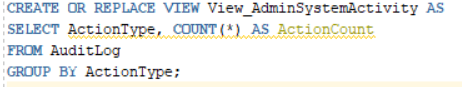 CREATE OR REPLACE VIEW View_AdminSystemActivity AS
SELECT ActionType, COUNT(*) AS ActionCount
FROM AuditLog
GROUP BY ActionType;